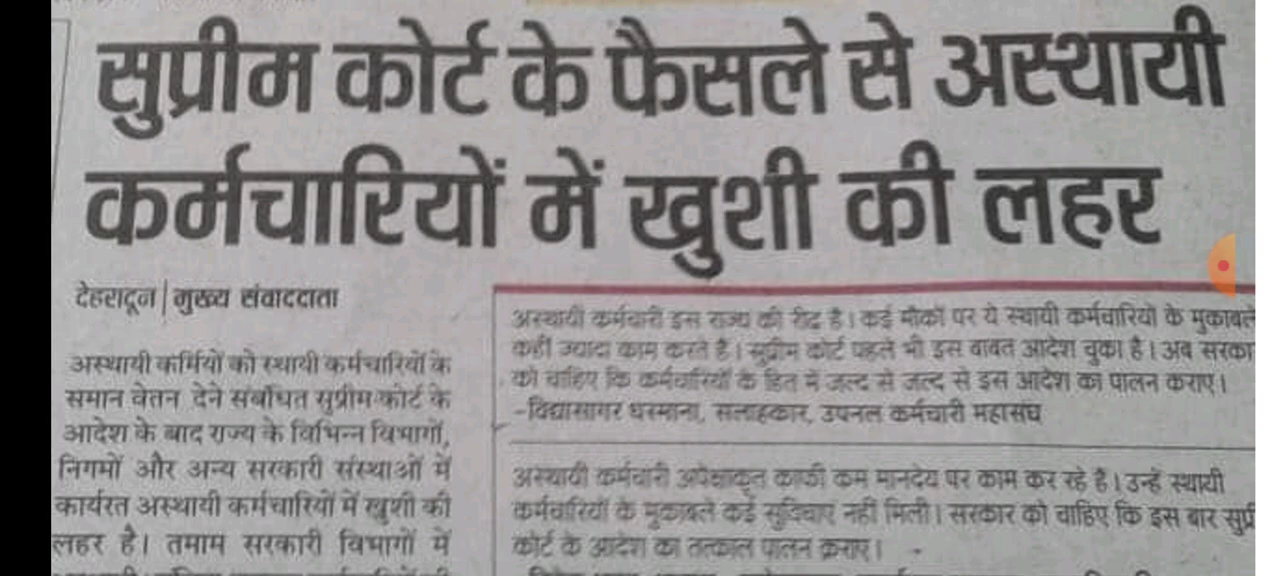 सुप्रीम कोर्ट के फैसले से अस्थायी
कर्मचारियों में खुशी की लहर
देहरादून | मुख्य संवाददाता
अस्थायी कर्मियों को स्थायी कर्मचारियों के
समान वेतन देने संबंधित सुप्रीम कोर्ट के
आदेश के बाद राज्य के विभिन्न विभागों,
निगमों और अन्य सरकारी संस्थाओं में
कार्यरत अस्थायी कर्मचारियों में खुशी की
लहर है। तमाम सरकारी विभागों में
अस्थायी कर्मचारी इस राज्य की रीढ़ है। कई मौकों पर ये स्थायी कर्मचारियों के मुकाबले
कहीं ज्यादा काम करते है। सुप्रीम कोर्ट पहले भी इस बाबत आदेश चुका है। अब सरका
को चाहिए कि कर्मचारियों के हित में जल्द से जल्द से इस आदेश का पालन कराए।
-विद्यासागर धस्माना, सलाहकार, उपनल कर्मचारी महासंघ
अस्थायी कर्मचारी अपेक्षाकृत काफी कम मानदेय पर काम कर रहे है। उन्हें स्थायी
कर्मचारियों के मुकाबले कई सुविधाएं नहीं मिली। सरकार को चाहिए कि इस बार सुप्री
कोर्ट के आदेश का तत्काल पालन कराए।